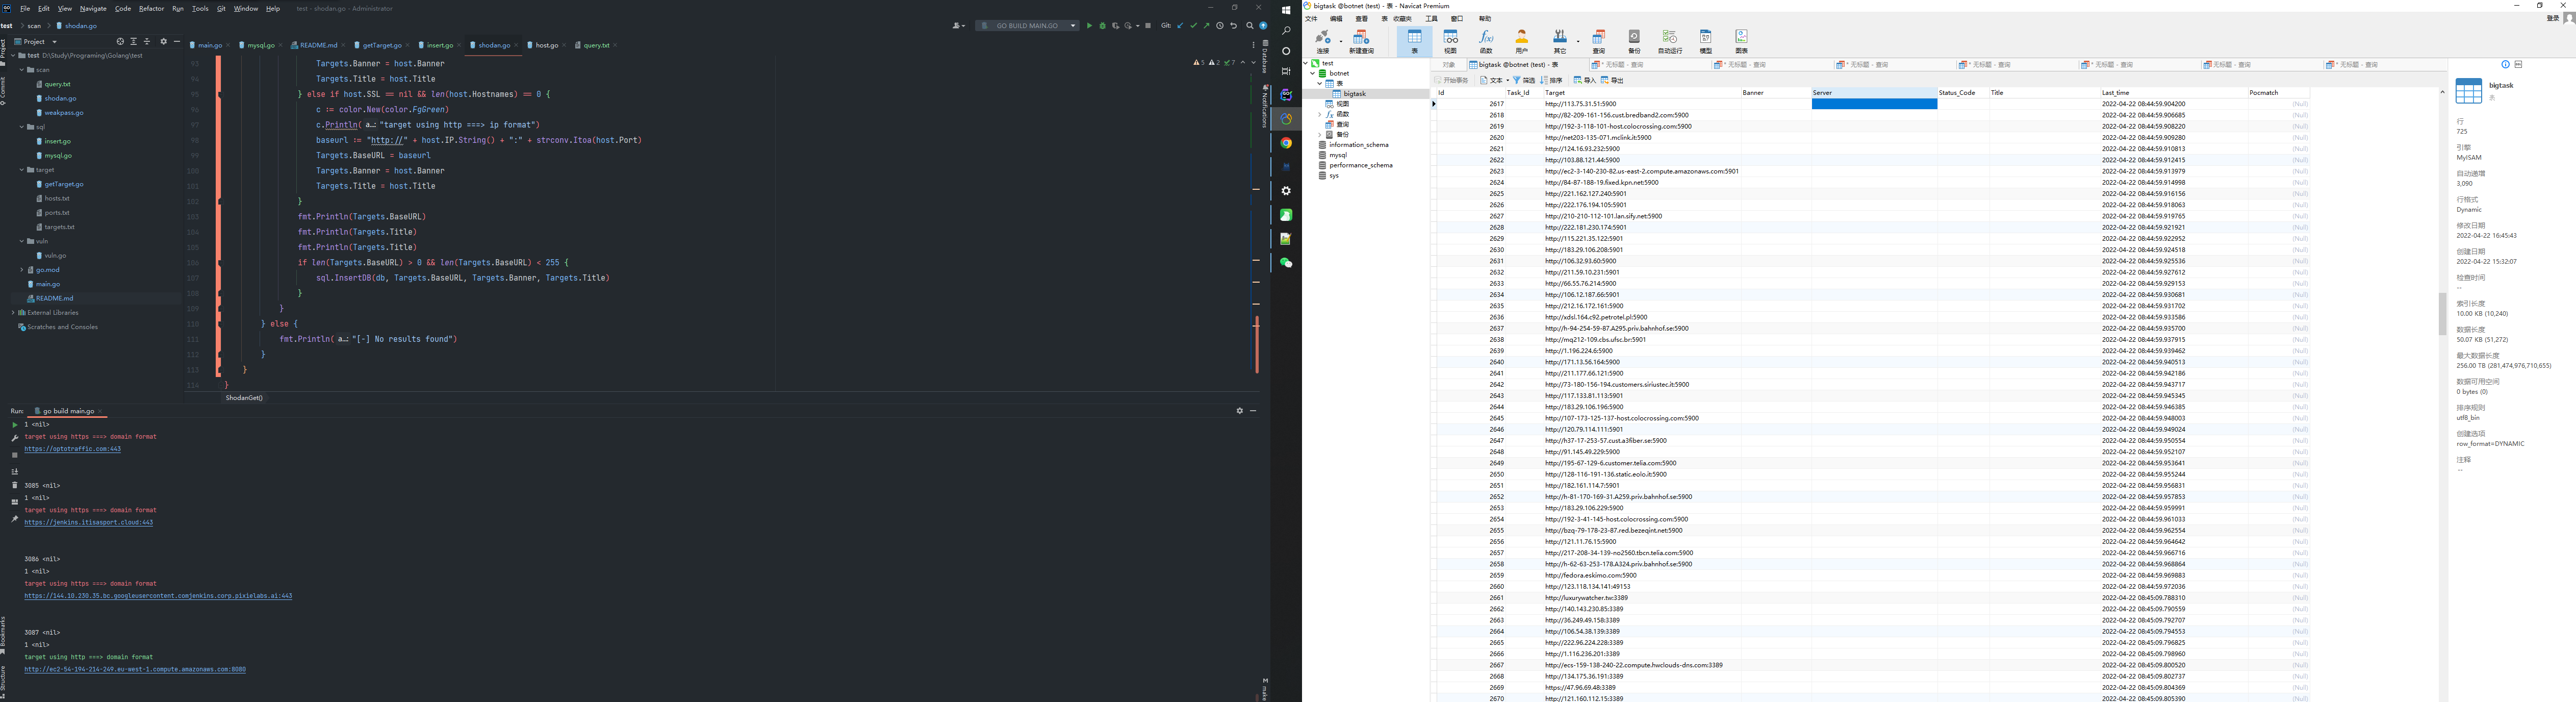 File Edit View Navigate Code Refactor Run Tools Git Window Help test - shodan.go - Administrator
test scan shodan.go
GO BUILD MAIN.GO
Git:
Project
main.go mysql.go README.md getTarget.go insert.go shodan.go host.go query.txt
test D:\Study\Programing\Golang\test
scan
query.txt
shodan.go
weakpass.go
sql
insert.go
mysql.go
target
getTarget.go
hosts.txt
ports.txt
targets.txt
vuln
vuln.go
go.mod
main.go
README.md
External Libraries
Scratches and Consoles
5 2 7
93 Targets.Banner = host.Banner
94 Targets.Title = host.Title
95 } else if host.SSL == nil && len(host.Hostnames) == 0 {
96 c := color.New(color.FgGreen)
97 c.Println( a…: "target using http ===> ip format")
98 baseurl := "http://" + host.IP.String() + ":" + strconv.Itoa(host.Port)
99 Targets.BaseURL = baseurl
100 Targets.Banner = host.Banner
101 Targets.Title = host.Title
102 }
103 fmt.Println(Targets.BaseURL)
104 fmt.Println(Targets.Title)
105 fmt.Println(Targets.Title)
106 if len(Targets.BaseURL) > 0 && len(Targets.BaseURL) < 255 {
107 sql.InsertDB(db, Targets.BaseURL, Targets.Banner, Targets.Title)
108 }
109 }
110 } else {
111 fmt.Println( a…: "[-] No results found")
112 }
113 }
114 }
ShodanGet()
Project
Commit
Bookmarks
Structure
Database
Notifications
make
Run: go build main.go
1 <nil>
target using https ===> domain format
https://optotraffic.com:443
3085 <nil>
1 <nil>
target using https ===> domain format
https://jenkins.itisasport.cloud:443
3086 <nil>
1 <nil>
target using https ===> domain format
https://144.10.230.35.bc.googleusercontent.comjenkins.corp.pixielabs.ai:443
3087 <nil>
1 <nil>
target using http ===> domain format
http://ec2-54-194-214-249.eu-west-1.compute.amazonaws.com:8080
bigtask @botnet (test) - 表 - Navicat Premium
文件 编辑 查看 表 收藏夹 工具 窗口 帮助
登录
连接 新建查询 表 视图 函数 用户 其它 查询 备份 自动运行 模型 图表
test
botnet
表
bigtask
视图
函数
查询
备份
information_schema
mysql
performance_schema
sys
对象 bigtask @botnet (test) - 表 * 无标题 - 查询 * 无标题 - 查询 * 无标题 - 查询 * 无标题 - 查询 * 无标题 - 查询 * 无标题 - 查询 * 无标题 - 查询
开始事务 文本 筛选 排序 导入 导出
Id Task_Id Target Banner Server Status_Code Title Last_time Pocmatch
2617 http://113.75.31.51:5900 2022-04-22 08:44:59.904200 (Null)
2618 http://82-209-161-156.cust.bredband2.com:5900 2022-04-22 08:44:59.906685 (Null)
2619 http://192-3-118-101-host.colocrossing.com:5900 2022-04-22 08:44:59.908220 (Null)
2620 http://net203-135-071.mclink.it:5900 2022-04-22 08:44:59.909280 (Null)
2621 http://124.16.93.232:5900 2022-04-22 08:44:59.910813 (Null)
2622 http://103.88.121.44:5900 2022-04-22 08:44:59.912415 (Null)
2623 http://ec2-3-140-230-82.us-east-2.compute.amazonaws.com:5901 2022-04-22 08:44:59.913979 (Null)
2624 http://84-87-188-19.fixed.kpn.net:5900 2022-04-22 08:44:59.914998 (Null)
2625 http://221.162.127.240:5901 2022-04-22 08:44:59.916156 (Null)
2626 http://222.176.194.105:5901 2022-04-22 08:44:59.918063 (Null)
2627 http://210-210-112-101.lan.sify.net:5900 2022-04-22 08:44:59.919765 (Null)
2628 http://222.181.230.174:5901 2022-04-22 08:44:59.921921 (Null)
2629 http://115.221.35.122:5901 2022-04-22 08:44:59.922952 (Null)
2630 http://183.29.106.208:5901 2022-04-22 08:44:59.924518 (Null)
2631 http://106.32.93.60:5900 2022-04-22 08:44:59.925536 (Null)
2632 http://211.59.10.231:5901 2022-04-22 08:44:59.927612 (Null)
2633 http://66.55.76.214:5900 2022-04-22 08:44:59.929153 (Null)
2634 http://106.12.187.66:5901 2022-04-22 08:44:59.930681 (Null)
2635 http://212.16.172.161:5900 2022-04-22 08:44:59.931702 (Null)
2636 http://xdsl.164.c92.petrotel.pl:5900 2022-04-22 08:44:59.933586 (Null)
2637 http://h-94-254-59-87.A295.priv.bahnhof.se:5900 2022-04-22 08:44:59.935700 (Null)
2638 http://mq212-109.cbs.ufsc.br:5901 2022-04-22 08:44:59.937915 (Null)
2639 http://1.196.224.6:5900 2022-04-22 08:44:59.939462 (Null)
2640 http://171.13.56.164:5900 2022-04-22 08:44:59.940513 (Null)
2641 http://211.177.66.121:5900 2022-04-22 08:44:59.942186 (Null)
2642 http://73-180-156-194.customers.siriustec.it:5900 2022-04-22 08:44:59.943717 (Null)
2643 http://117.133.81.113:5901 2022-04-22 08:44:59.945345 (Null)
2644 http://183.29.106.196:5900 2022-04-22 08:44:59.946385 (Null)
2645 http://107-173-125-137-host.colocrossing.com:5900 2022-04-22 08:44:59.948003 (Null)
2646 http://120.79.114.111:5901 2022-04-22 08:44:59.949024 (Null)
2647 http://h37-17-253-57.cust.a3fiber.se:5900 2022-04-22 08:44:59.950554 (Null)
2648 http://91.145.49.229:5900 2022-04-22 08:44:59.952107 (Null)
2649 http://195-67-129-6.customer.telia.com:5900 2022-04-22 08:44:59.953641 (Null)
2650 http://128-116-191-136.static.eolo.it:5900 2022-04-22 08:44:59.955244 (Null)
2651 http://182.161.114.7:5901 2022-04-22 08:44:59.956831 (Null)
2652 http://h-81-170-169-31.A259.priv.bahnhof.se:5900 2022-04-22 08:44:59.957853 (Null)
2653 http://183.29.106.229:5900 2022-04-22 08:44:59.959991 (Null)
2654 http://192-3-41-145-host.colocrossing.com:5900 2022-04-22 08:44:59.961033 (Null)
2655 http://bzq-79-178-23-87.red.bezeqint.net:5900 2022-04-22 08:44:59.962554 (Null)
2656 http://121.11.76.15:5900 2022-04-22 08:44:59.964642 (Null)
2657 http://217-208-34-139-no2560.tbcn.telia.com:5900 2022-04-22 08:44:59.966716 (Null)
2658 http://h-62-63-253-178.A324.priv.bahnhof.se:5900 2022-04-22 08:44:59.968864 (Null)
2659 http://fedora.eskimo.com:5900 2022-04-22 08:44:59.969883 (Null)
2660 http://123.118.134.141:49153 2022-04-22 08:44:59.972036 (Null)
2661 http://luxurywatcher.tw:3389 2022-04-22 08:45:09.788310 (Null)
2662 http://140.143.230.85:3389 2022-04-22 08:45:09.790559 (Null)
2663 http://36.249.49.158:3389 2022-04-22 08:45:09.792707 (Null)
2664 http://106.54.38.139:3389 2022-04-22 08:45:09.794553 (Null)
2665 http://222.96.224.228:3389 2022-04-22 08:45:09.796825 (Null)
2666 http://1.116.236.201:3389 2022-04-22 08:45:09.798960 (Null)
2667 http://ecs-159-138-240-22.compute.hwclouds-dns.com:3389 2022-04-22 08:45:09.800520 (Null)
2668 http://134.175.36.191:3389 2022-04-22 08:45:09.802737 (Null)
2669 https://47.96.69.48:3389 2022-04-22 08:45:09.804369 (Null)
2670 http://121.160.112.15:3389 2022-04-22 08:45:09.805390 (Null)
bigtask
表
行
725
引擎
MyISAM
自动递增
3,090
行格式
Dynamic
修改日期
2022-04-22 16:45:43
创建日期
2022-04-22 15:32:07
检查时间
--
索引长度
10.00 KB (10,240)
数据长度
50.07 KB (51,272)
最大数据长度
256.00 TB (281,474,976,710,655)
数据可用空间
0 bytes (0)
排序规则
utf8_bin
创建选项
row_format=DYNAMIC
注释
--